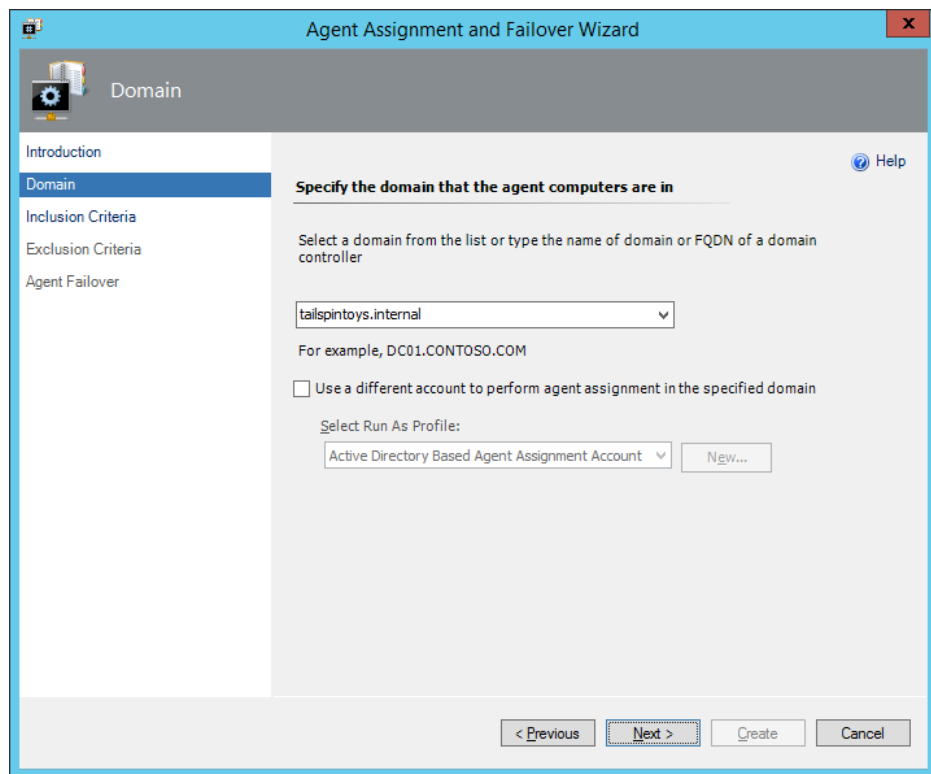 Agent Assignment and Failover Wizard
x
Domain
Introduction
Domain
Inclusion Criteria
Exclusion Criteria
Agent Failover
Help
Specify the domain that the agent computers are in
Select a domain from the list or type the name of domain or FQDN of a domain
controller
tailspintoys.internal
For example, DC01.CONTOSO.COM
Use a different account to perform agent assignment in the specified domain
Select Run As Profile:
Active Directory Based Agent Assignment Account
New...
< Previous
Next >
Create
Cancel